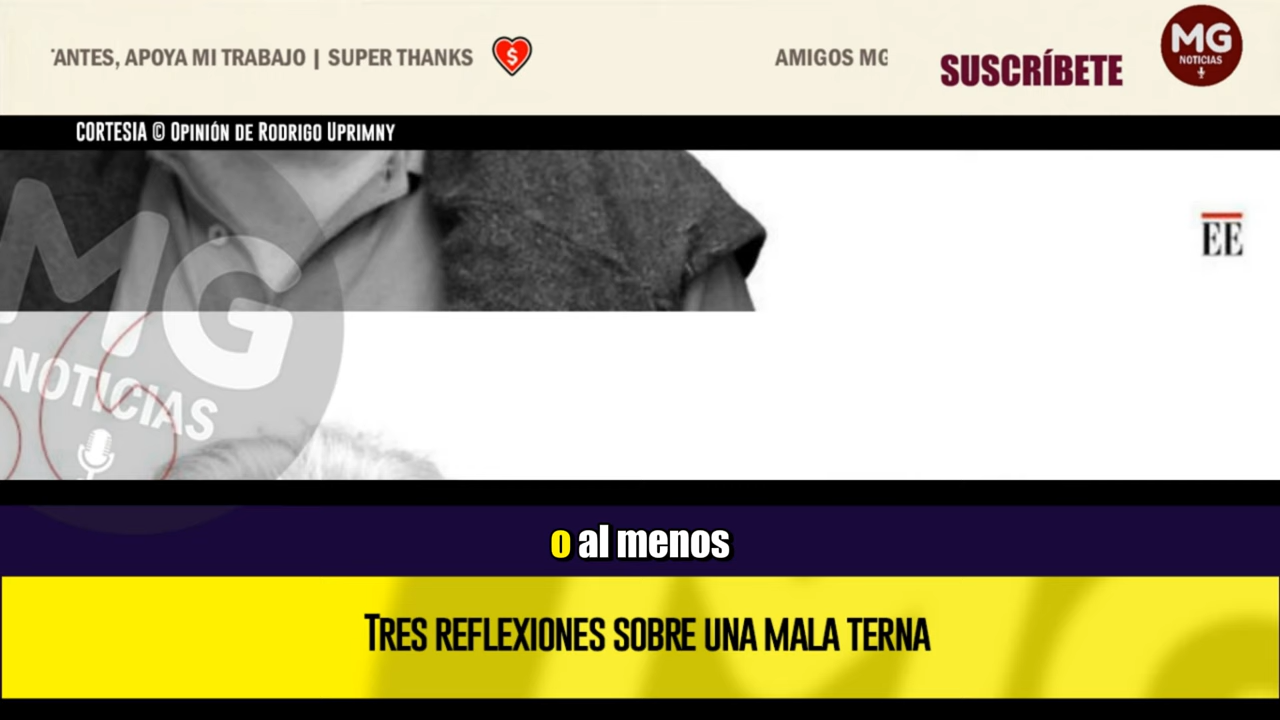 'ANTES, APOYA MI TRABAJO | SUPER THANKS
$
AMIGOS MG
SUSCRÍBETE
MG
NOTICIAS
CORTESIA © OPINIÓN DE RODRIGO UPRIMNY
EE
MG
NOTICIAS
o al menos
TRES REFLEXIONES SOBRE UNA MALA TERNA